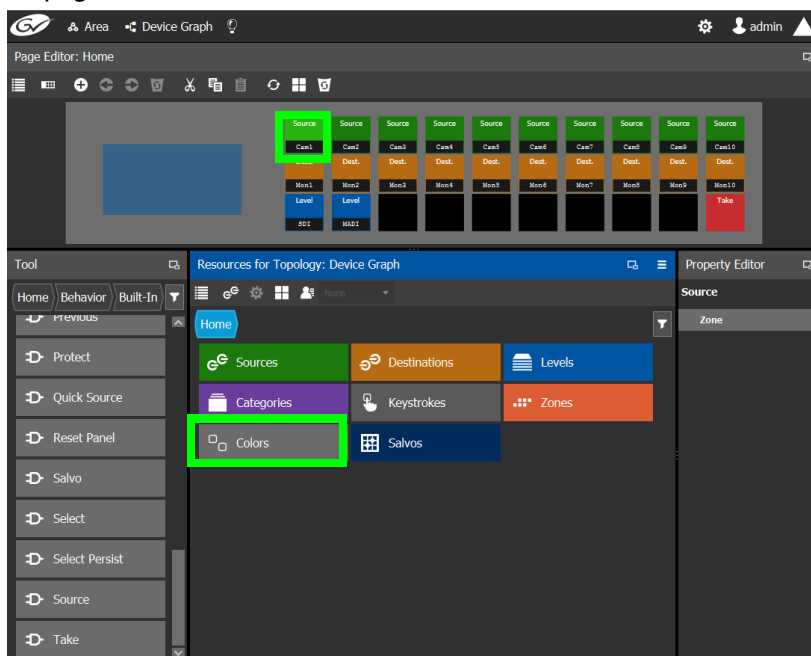 GV Area Device Graph admin
Page Editor: Home
Source Source Source Source Source Source Source Source Source Source
Cam1 Cam2 Cam3 Cam4 Cam5 Cam6 Cam7 Cam8 Cam9 Cam10
Dest. Dest. Dest. Dest. Dest. Dest. Dest. Dest. Dest.
Mon1 Mon2 Mon3 Mon4 Mon5 Mon6 Mon7 Mon8 Mon9 Mon10
Level Level Take
SDI MADI
Tool
Resources for Topology: Device Graph
Property Editor
Home Behavior Built-In
None
Source
Home
Zone
Previous
Protect
Quick Source
Reset Panel
Salvo
Select
Select Persist
Source
Take
Sources Destinations Levels
Categories Keystrokes Zones
Colors Salvos